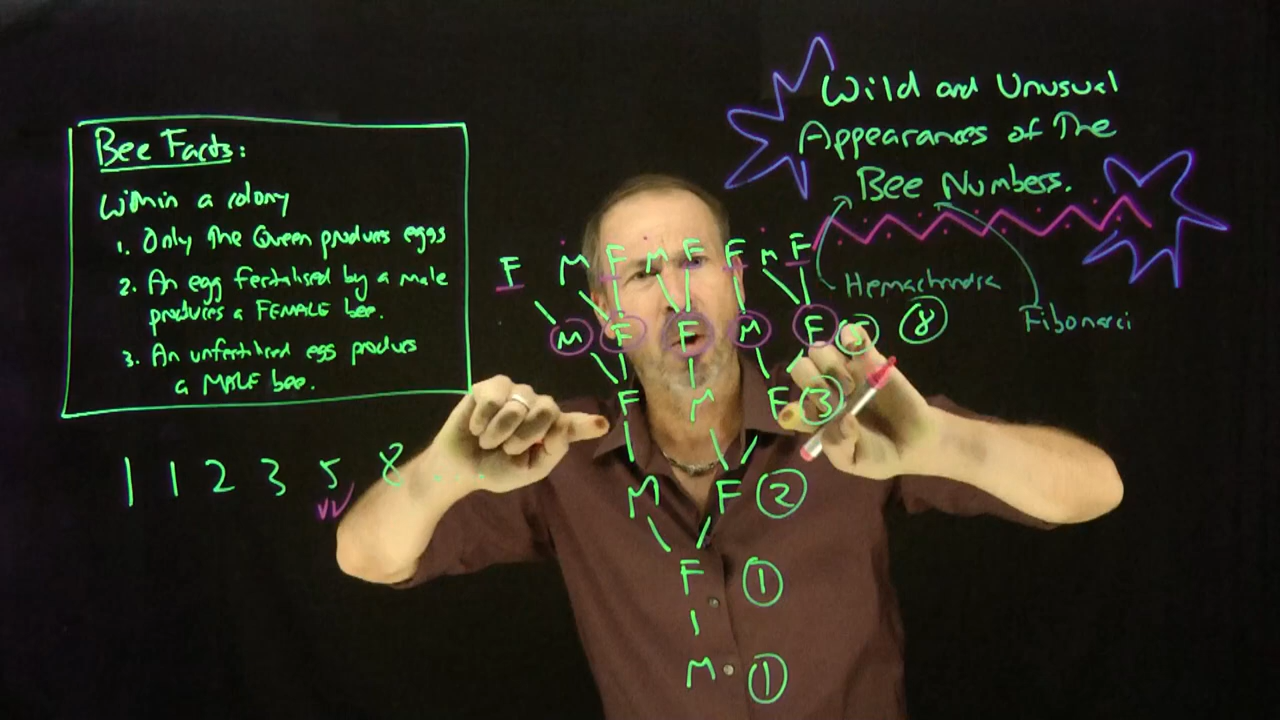 Bee Facts:
Within a colony
1. Only the Queen produces eggs
2. An egg fertilised by a male
produces a FEMALE bee.
3. An unfertilised egg produces
a MALE bee.
1 1 2 3 5 8 ...
Wild and Unusual
Appearances of the
Bee Numbers.
Hemachandra
Fibonacci
F M F M F F M F
M F F M F 5 8
F M F 3
M F 2
F 1
M 1